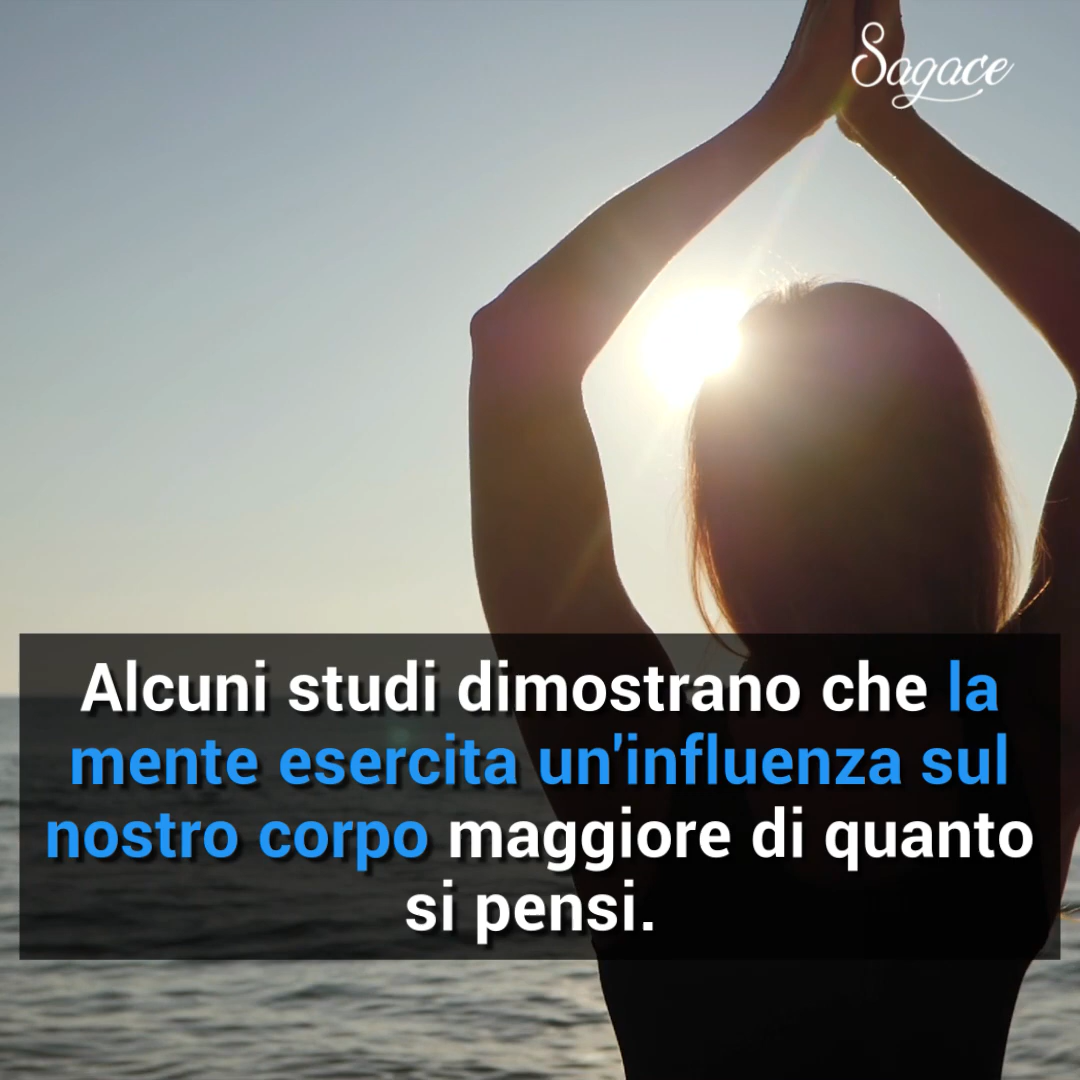 Sagace
Alcuni studi dimostrano che la
mente esercita un'influenza sul
nostro corpo maggiore di quanto
si pensi.